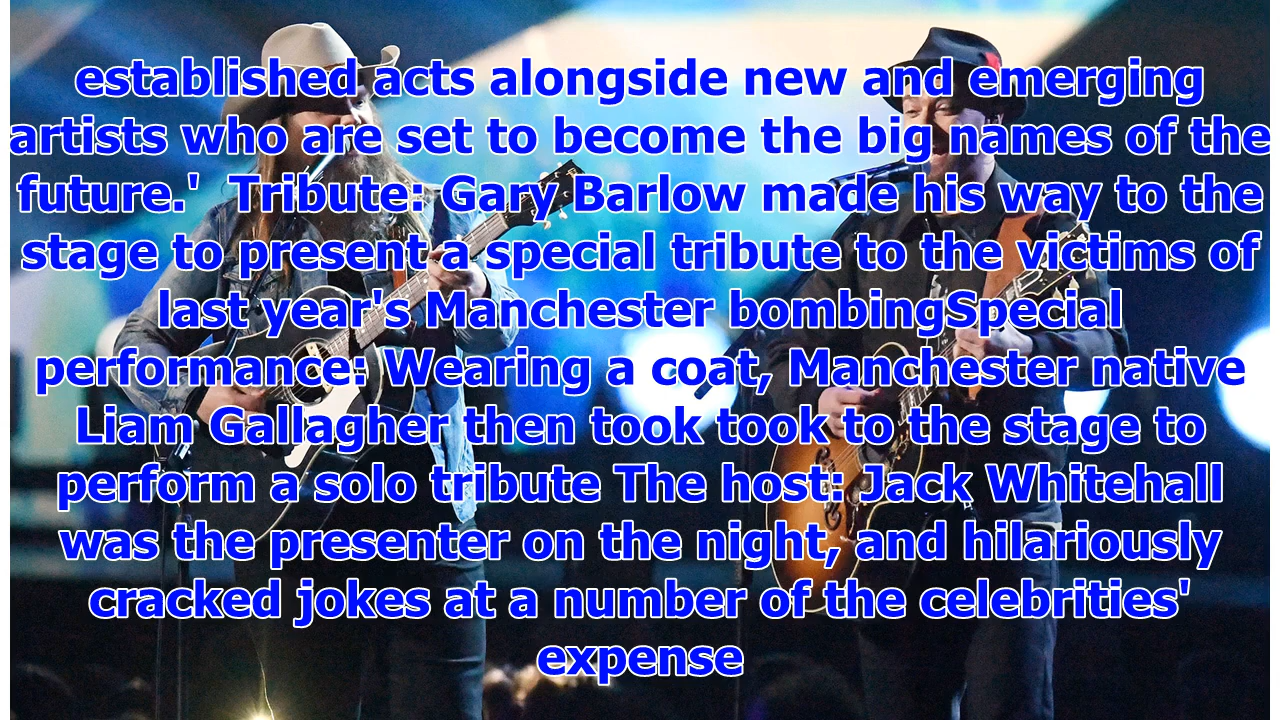 established acts alongside new and emerging
artists who are set to become the big names of the
future.'  Tribute: Gary Barlow made his way to the
stage to present a special tribute to the victims of
last year's Manchester bombingSpecial
performance: Wearing a coat, Manchester native
Liam Gallagher then took took to the stage to
perform a solo tribute The host: Jack Whitehall
was the presenter on the night, and hilariously
cracked jokes at a number of the celebrities'
expense